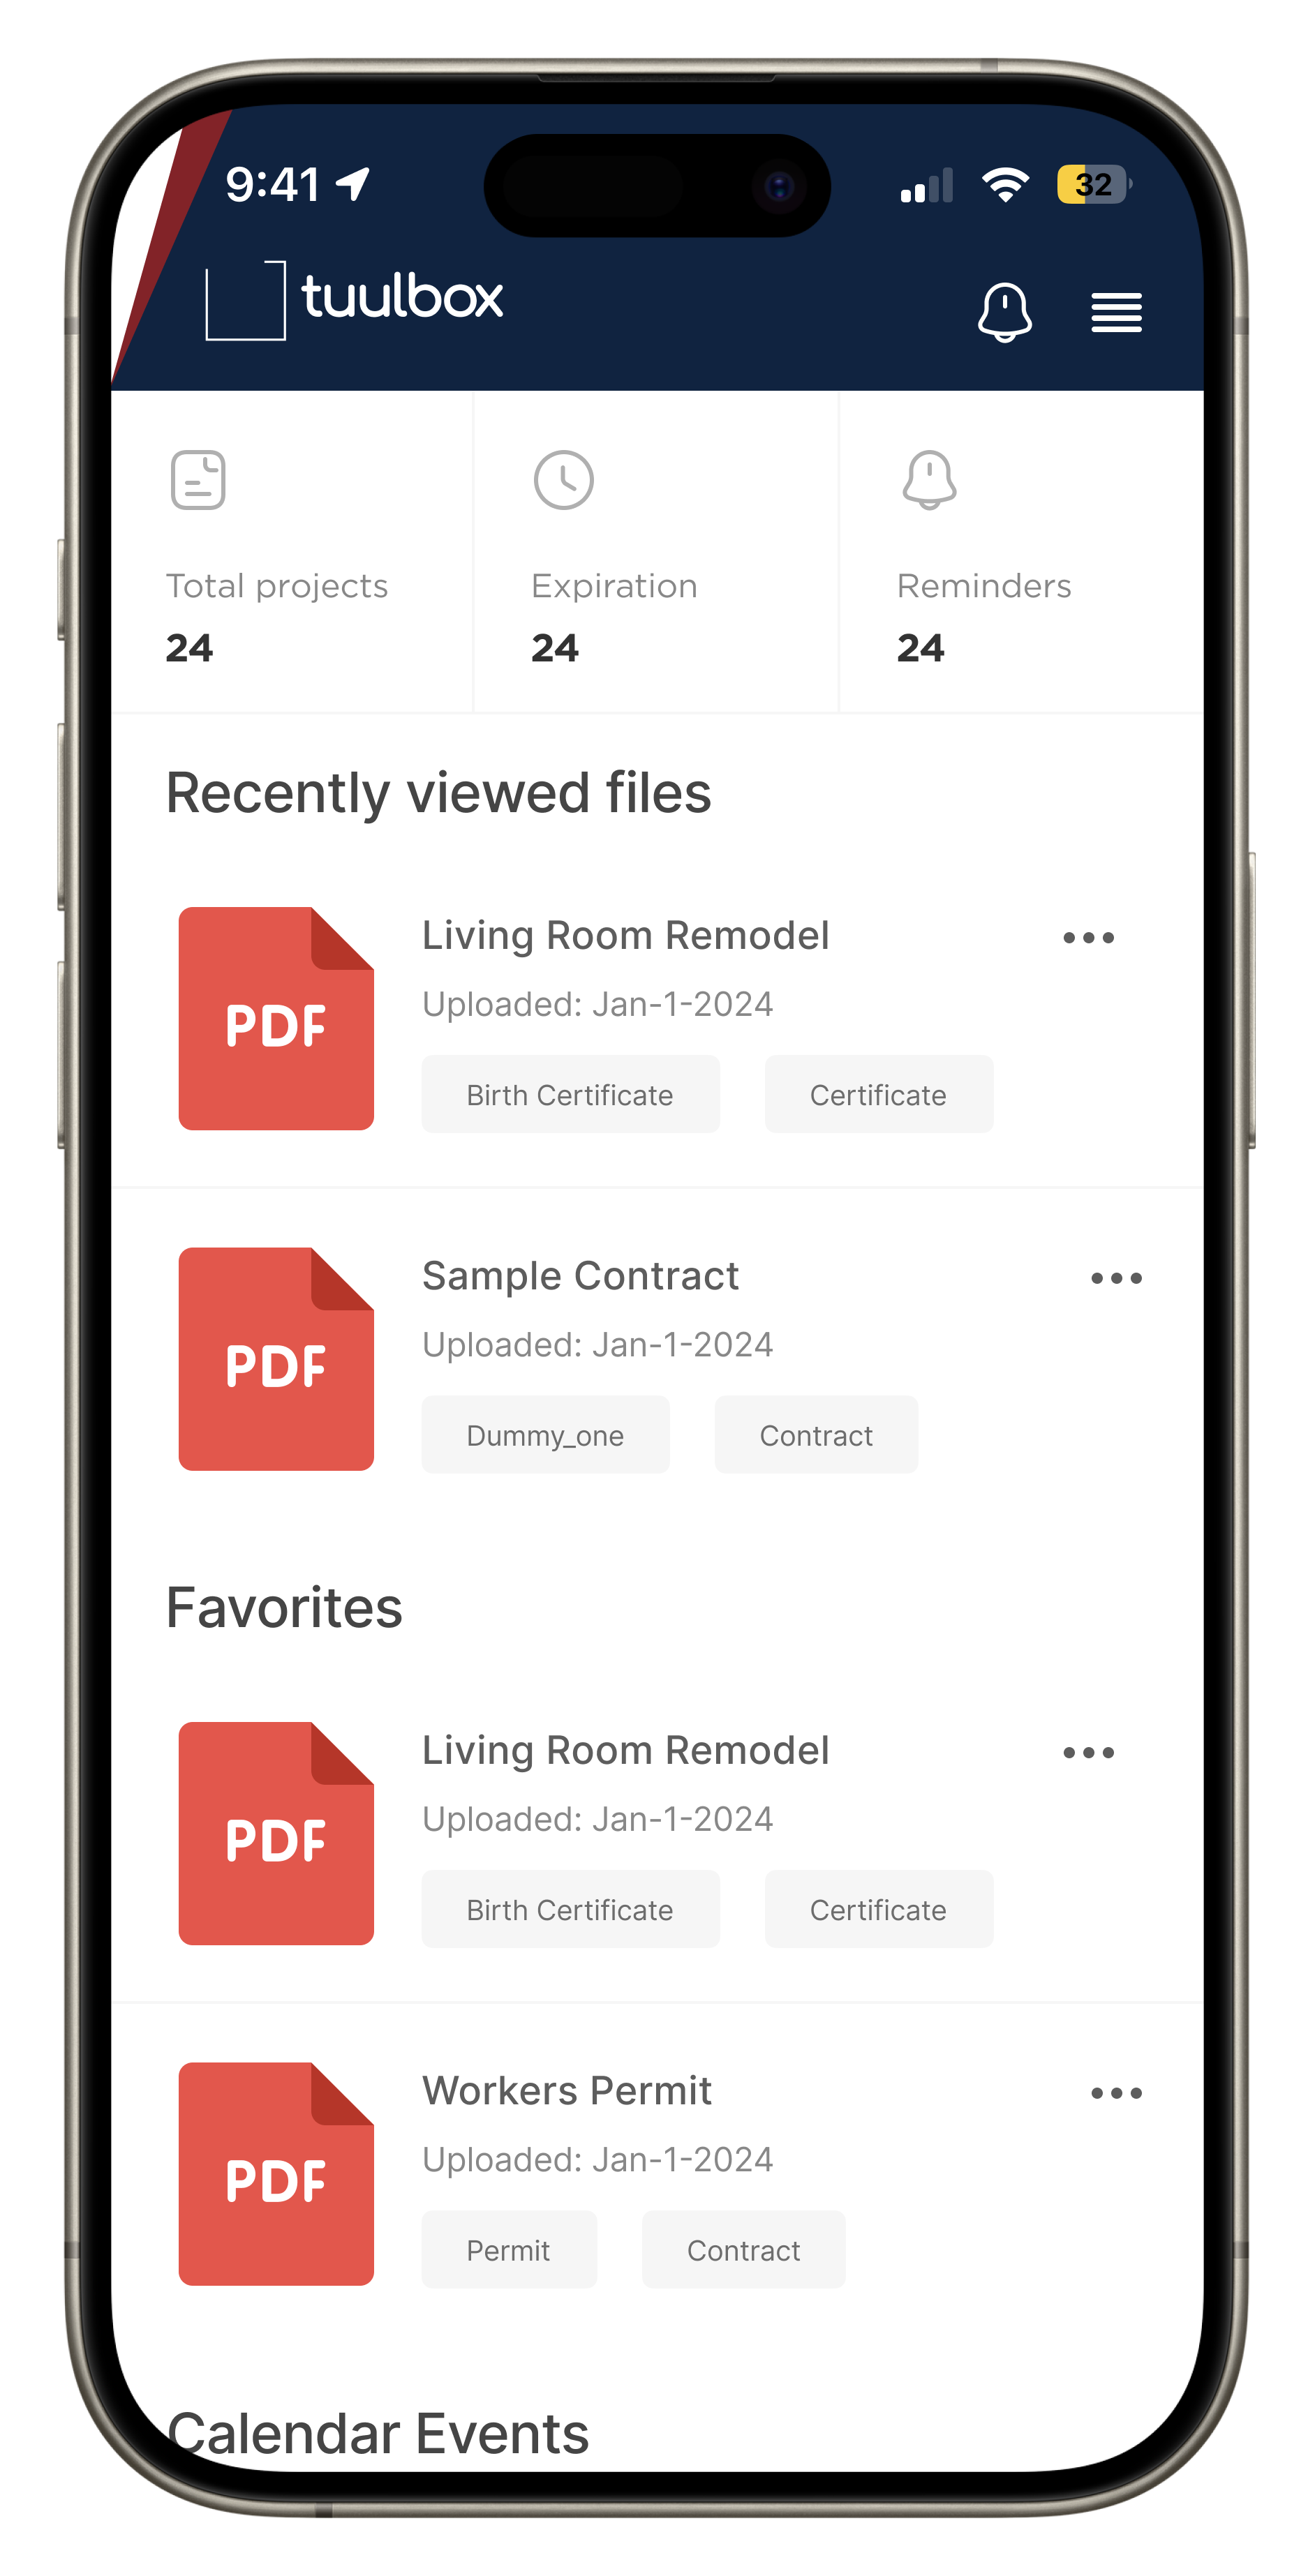 9:41
32
tuulbox
Total projects
24
Expiration
24
Reminders
24
Recently viewed files
PDF
Living Room Remodel
Uploaded: Jan-1-2024
Birth Certificate
Certificate
PDF
Sample Contract
Uploaded: Jan-1-2024
Dummy_one
Contract
Favorites
PDF
Living Room Remodel
Uploaded: Jan-1-2024
Birth Certificate
Certificate
PDF
Workers Permit
Uploaded: Jan-1-2024
Permit
Contract
Calendar Events